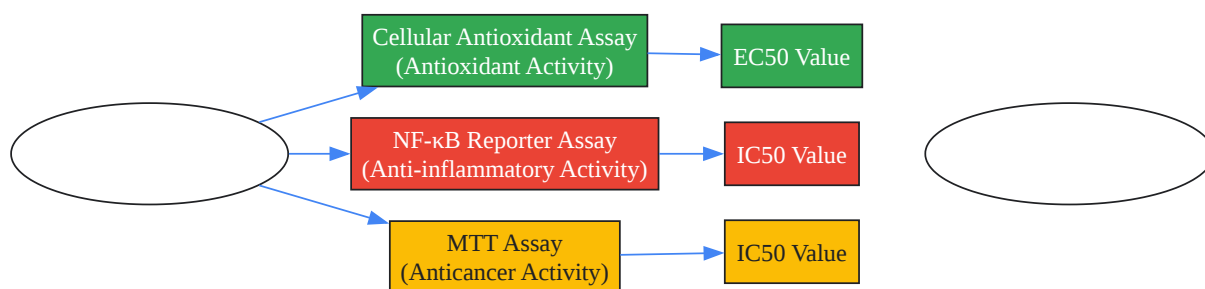 Cellular Antioxidant Assay
(Antioxidant Activity)
EC50 Value
NF-κB Reporter Assay
(Anti-inflammatory Activity)
IC50 Value
MTT Assay
(Anticancer Activity)
IC50 Value